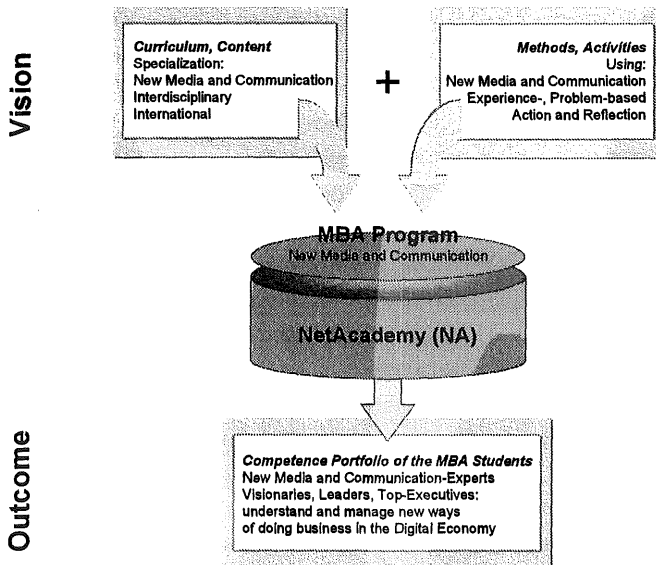 Vision
Curriculum, Content
Specialization:
New Media and Communication
Interdisciplinary
International
+
Methods, Activities
Using:
New Media and Communication
Experience-, Problem-based
Action and Reflection
MBA Program
New Media and Communication
NetAcademy (NA)
Outcome
Competence Portfolio of the MBA Students
New Media and Communication-Experts
Visionaries, Leaders, Top-Executives:
understand and manage new ways
of doing business in the Digital Economy